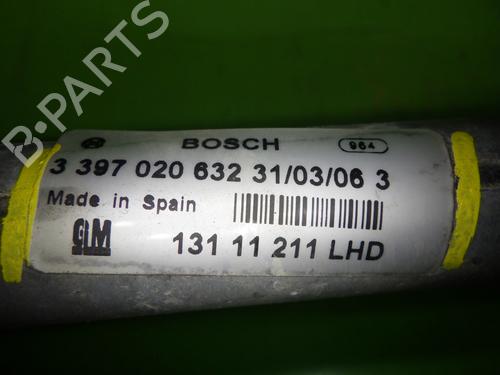 BOSCH 964
3 397 020 632 31/03/06 3
Made in Spain
GM 131 11 211 LHD
B-PARTS